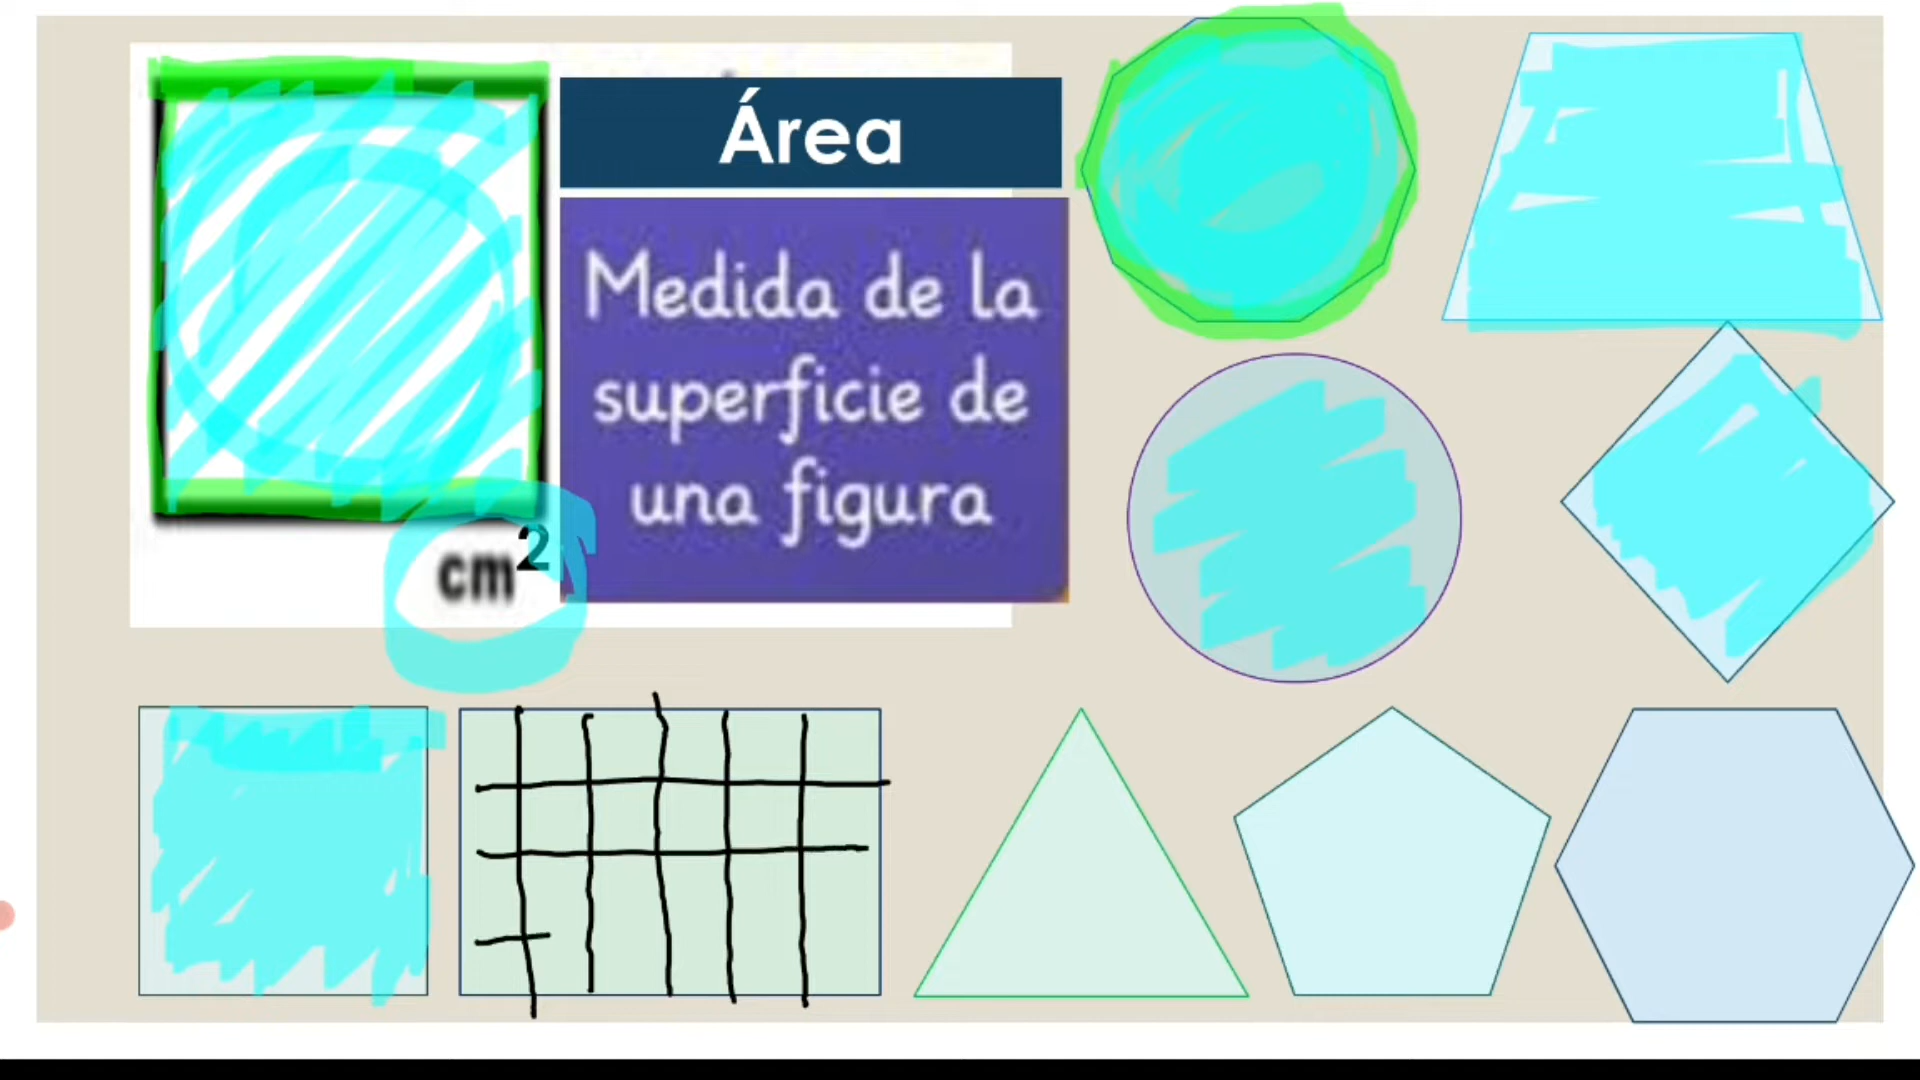 Área
Medida de la
superficie de
una figura
cm²